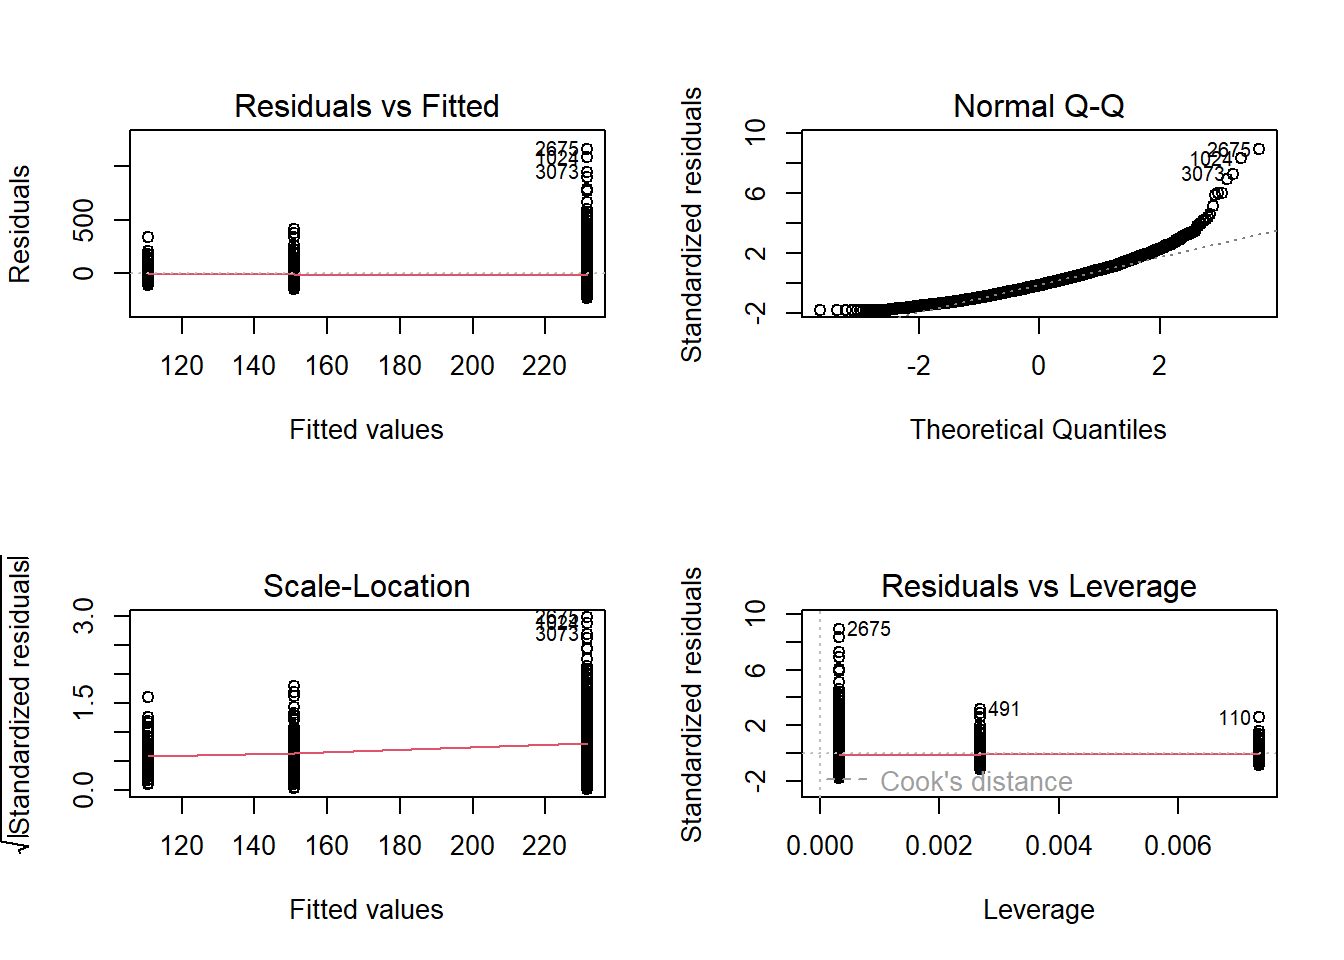 Residuals vs Fitted
Residuals
0
500
2675
1024
3073
120 140 160 180 200 220
Fitted values
Normal Q-Q
Standardized residuals
-2
2
6
10
2675
1024
3073
-2 0 2
Theoretical Quantiles
Scale-Location
√|Standardized residuals|
0.0
1.5
3.0
2675
1024
3073
120 140 160 180 200 220
Fitted values
Residuals vs Leverage
Standardized residuals
-2
2
6
10
2675
491
110
Cook's distance
0.000 0.002 0.004 0.006
Leverage